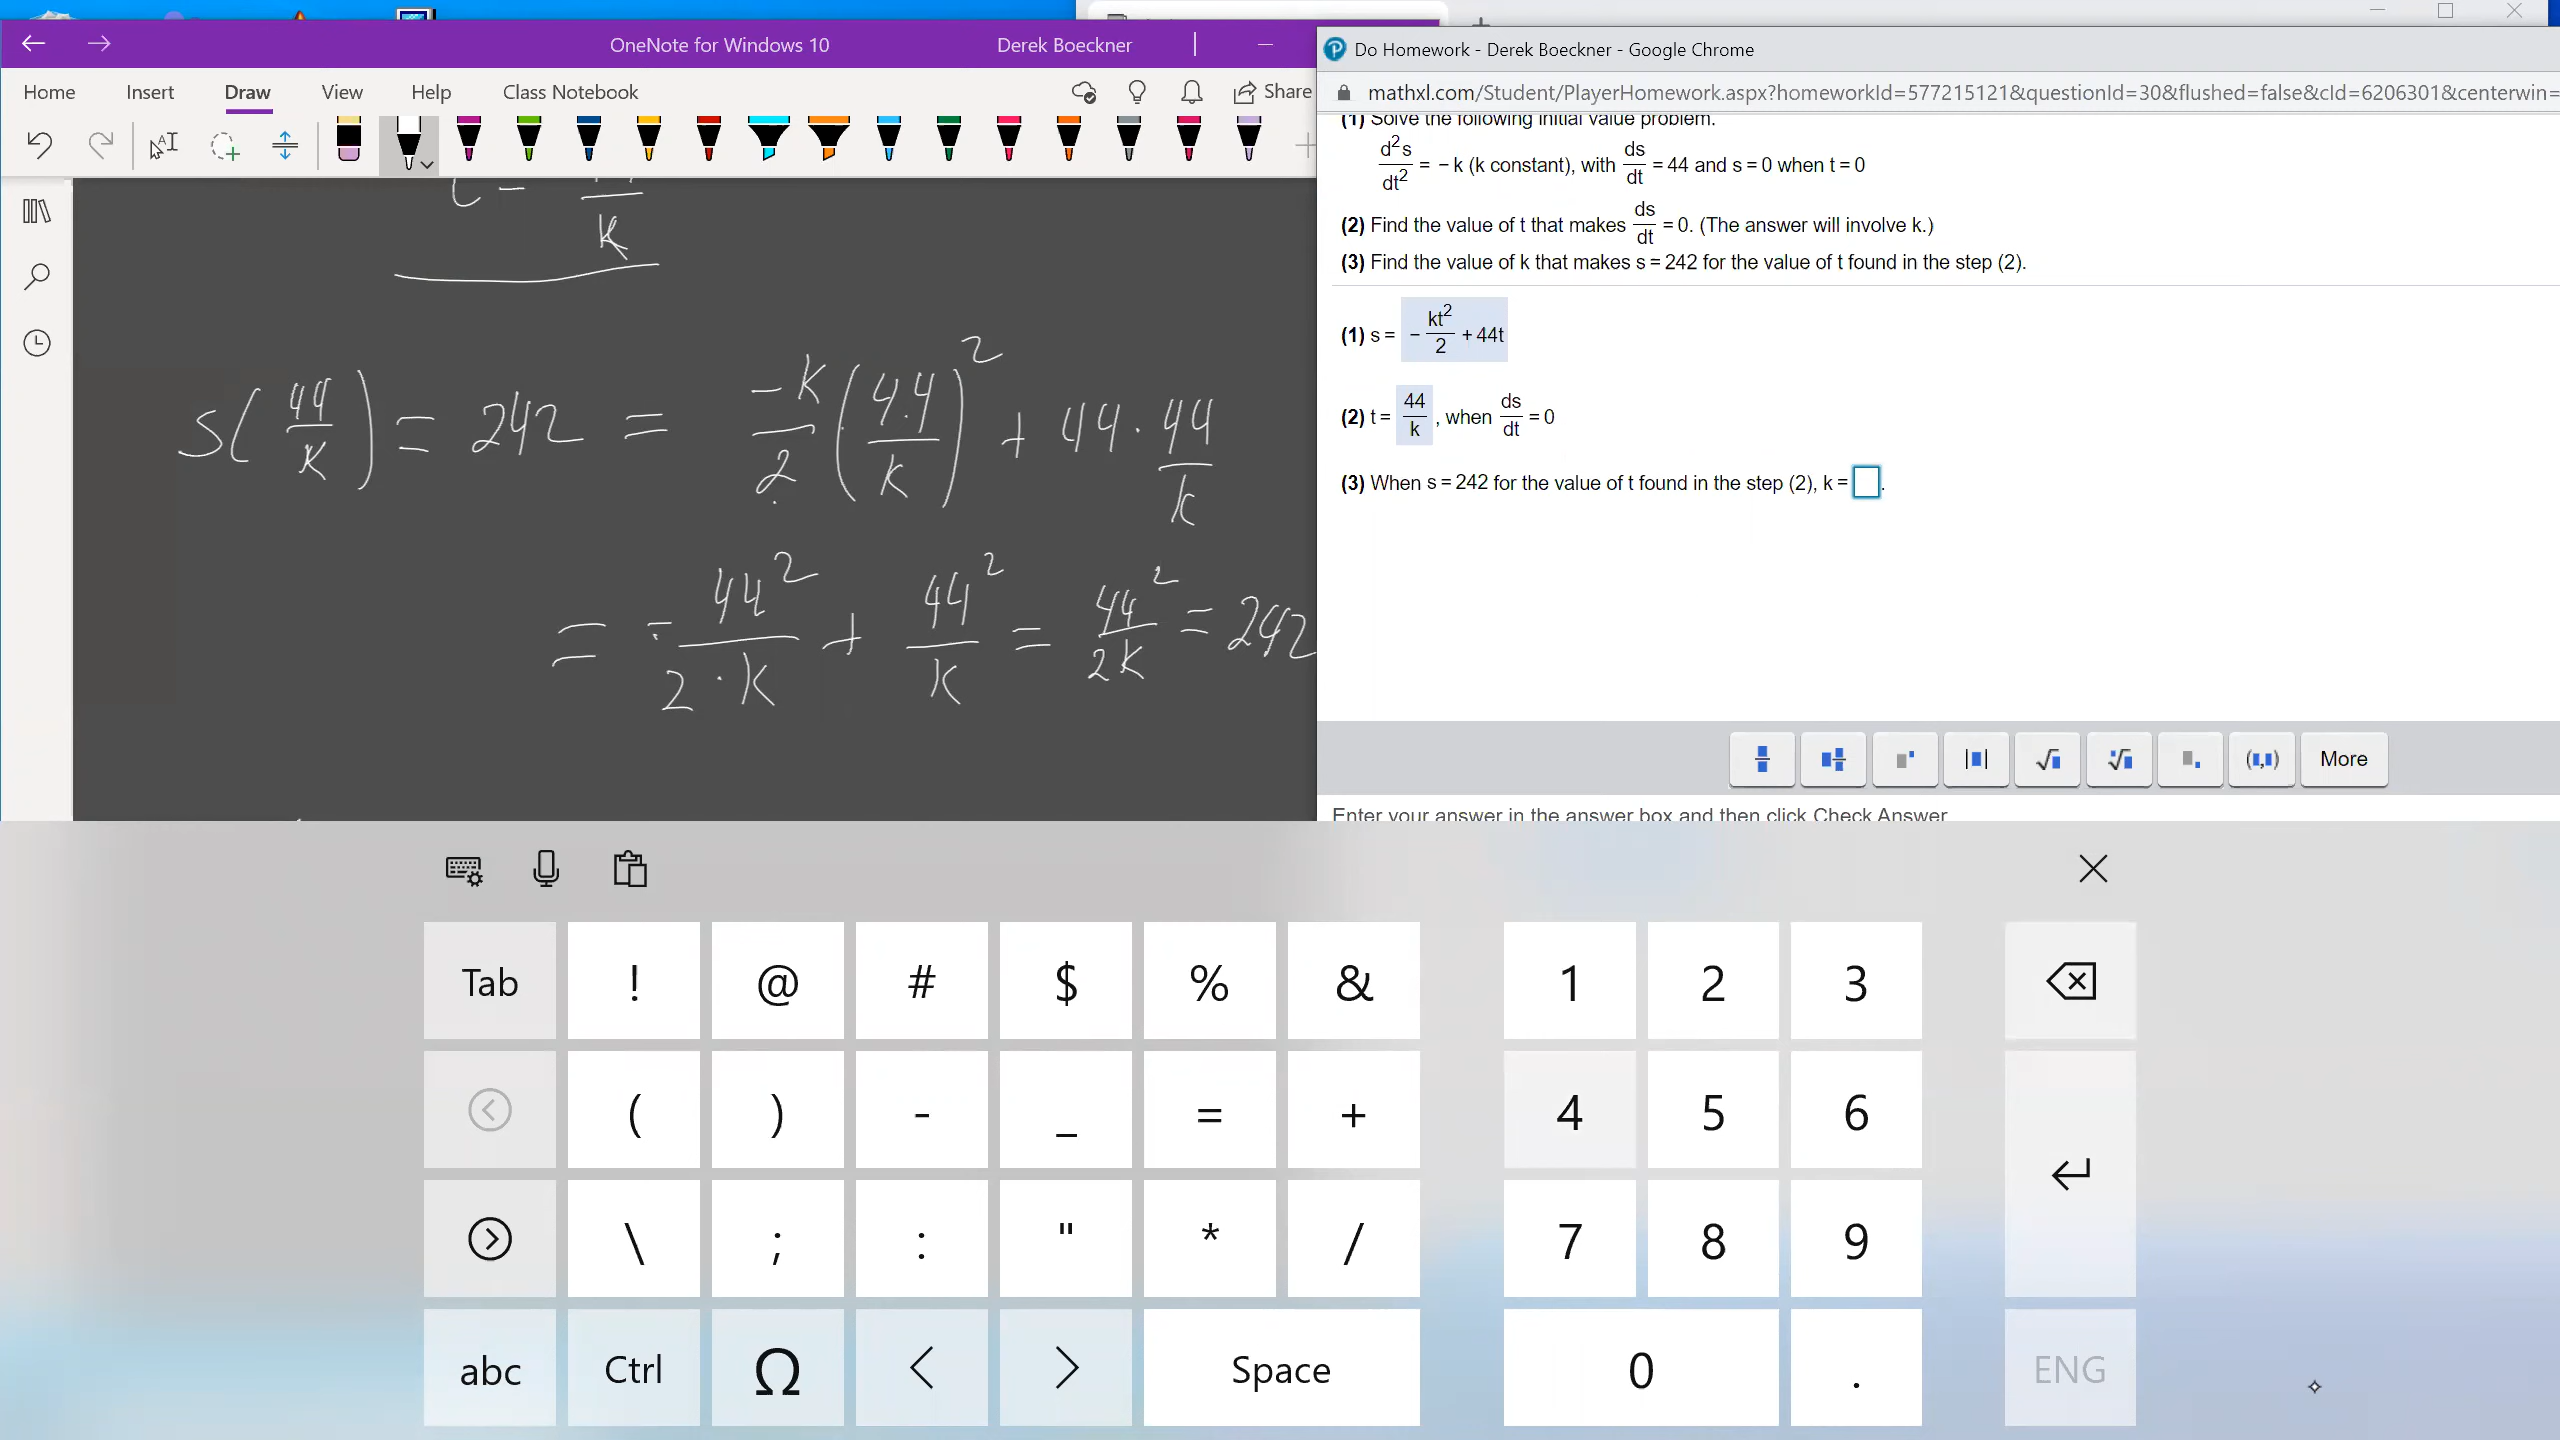 OneNote for Windows 10
Derek Boeckner
Home Insert Draw View Help Class Notebook
Share
K
S(44/K) = 242 = -K/2 (44/k)^2 + 44 · 44/k
= -44^2/(2·K) + 44^2/k = 44^2/2K = 242
Do Homework - Derek Boeckner - Google Chrome
mathxl.com/Student/PlayerHomework.aspx?homeworkId=577215121&questionId=30&flushed=false&cId=6206301&centerwin=
(1) Solve the following initial value problem.
d²s/dt² = - k (k constant), with ds/dt = 44 and s = 0 when t = 0
(2) Find the value of t that makes ds/dt = 0. (The answer will involve k.)
(3) Find the value of k that makes s = 242 for the value of t found in the step (2).
(1) s = - kt²/2 + 44t
(2) t = 44/k, when ds/dt = 0
(3) When s = 242 for the value of t found in the step (2), k = .
More
Enter your answer in the answer box and then click Check Answer
Tab ! @ # $ % & 1 2 3
( ) - _ = + 4 5 6
\ ; : " * / 7 8 9
abc Ctrl Ω < > Space 0 . ENG